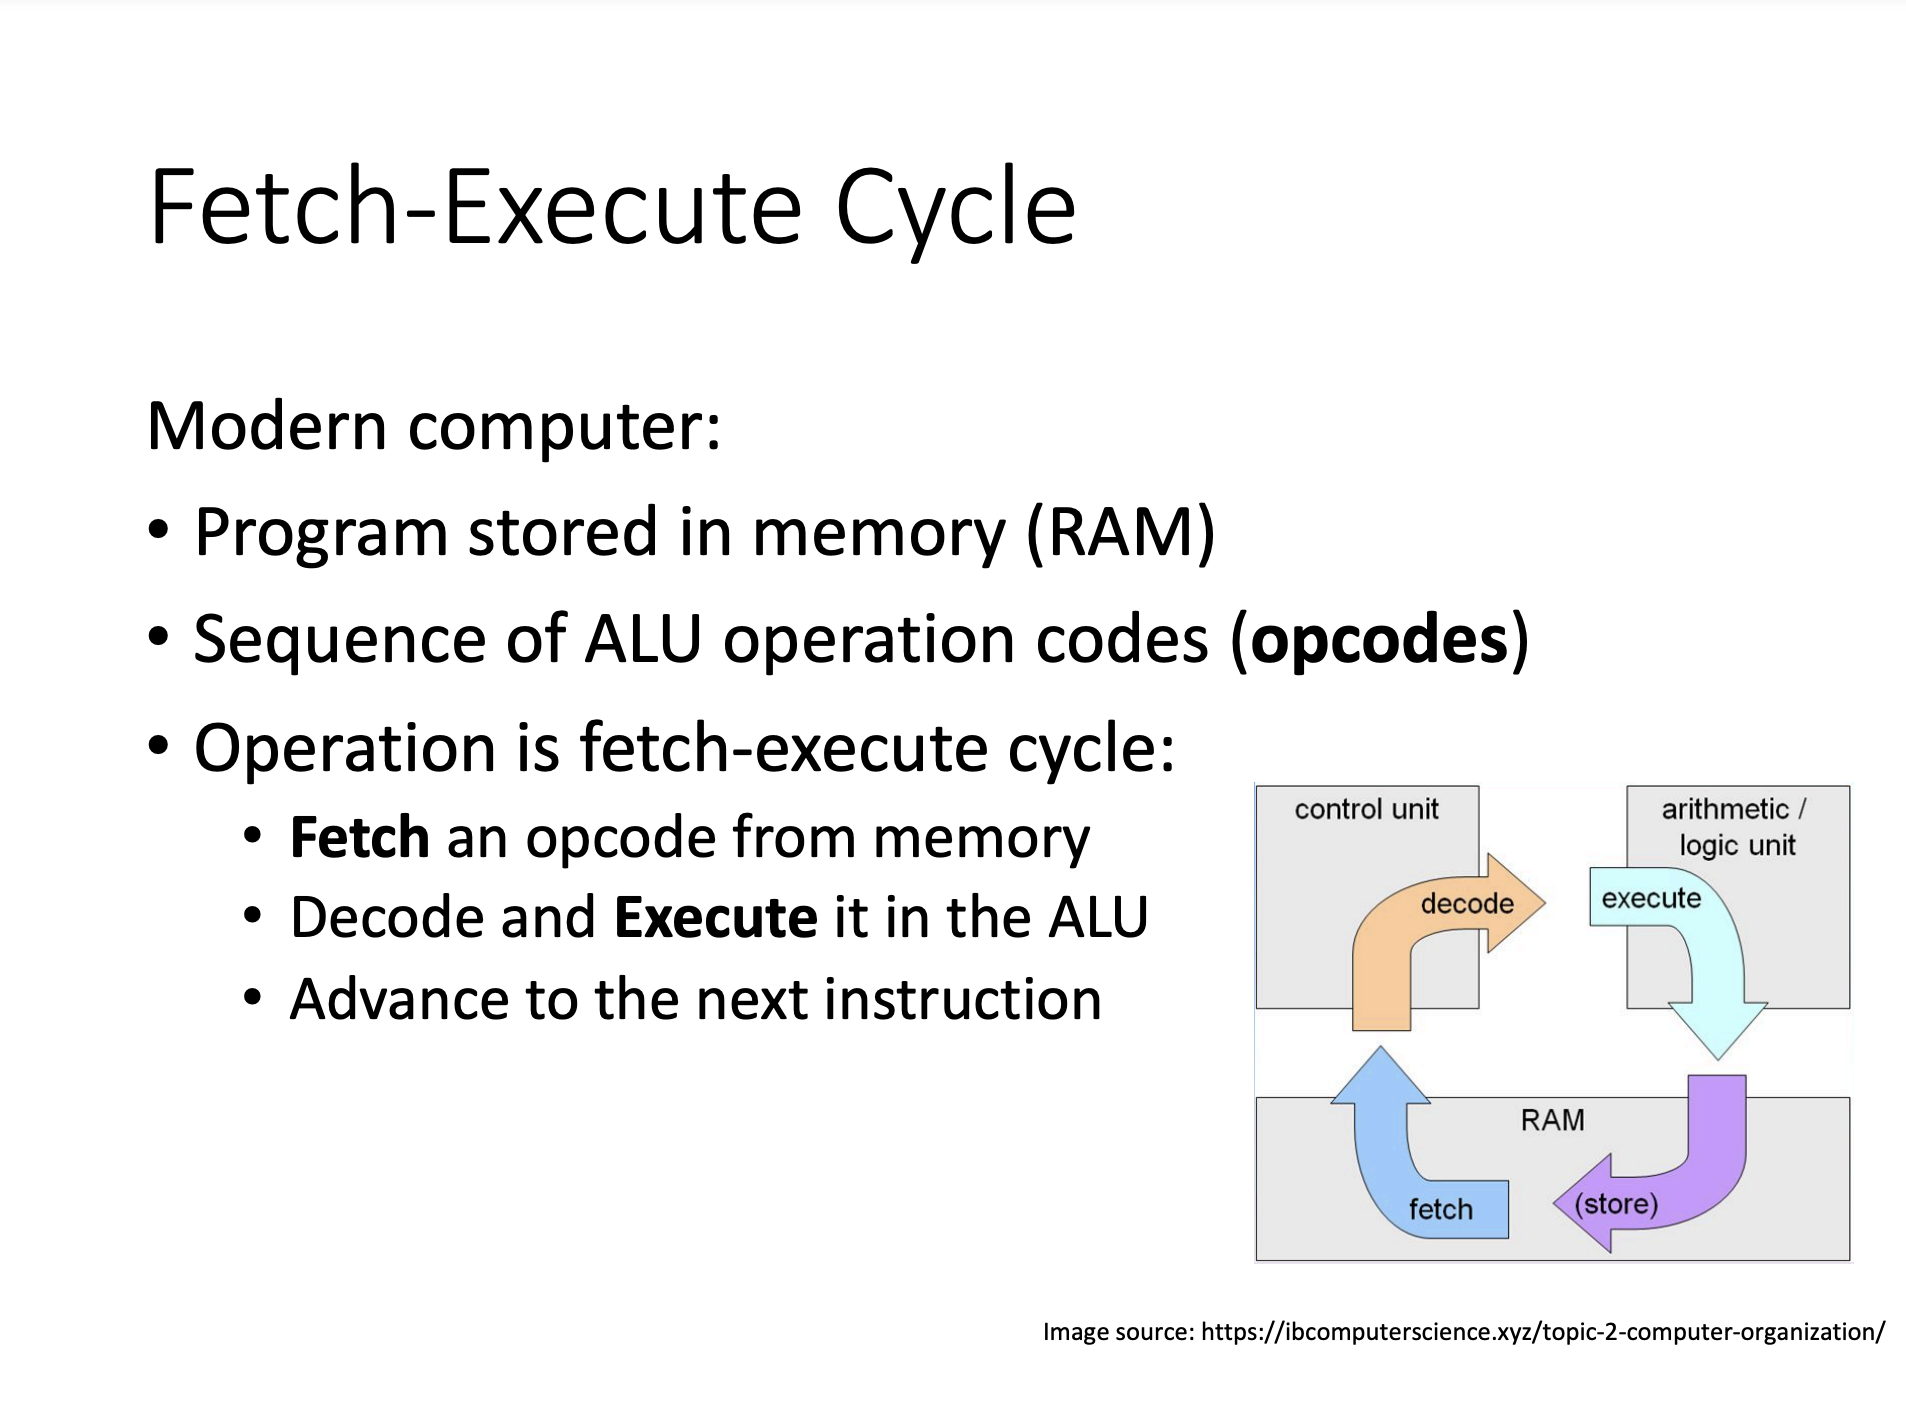 Fetch-Execute Cycle
Modern computer:
• Program stored in memory (RAM)
• Sequence of ALU operation codes (opcodes)
• Operation is fetch-execute cycle:
• Fetch an opcode from memory
• Decode and Execute it in the ALU
• Advance to the next instruction
control unit
arithmetic /
logic unit
decode
execute
RAM
fetch
(store)
Image source: https://ibcomputerscience.xyz/topic-2-computer-organization/